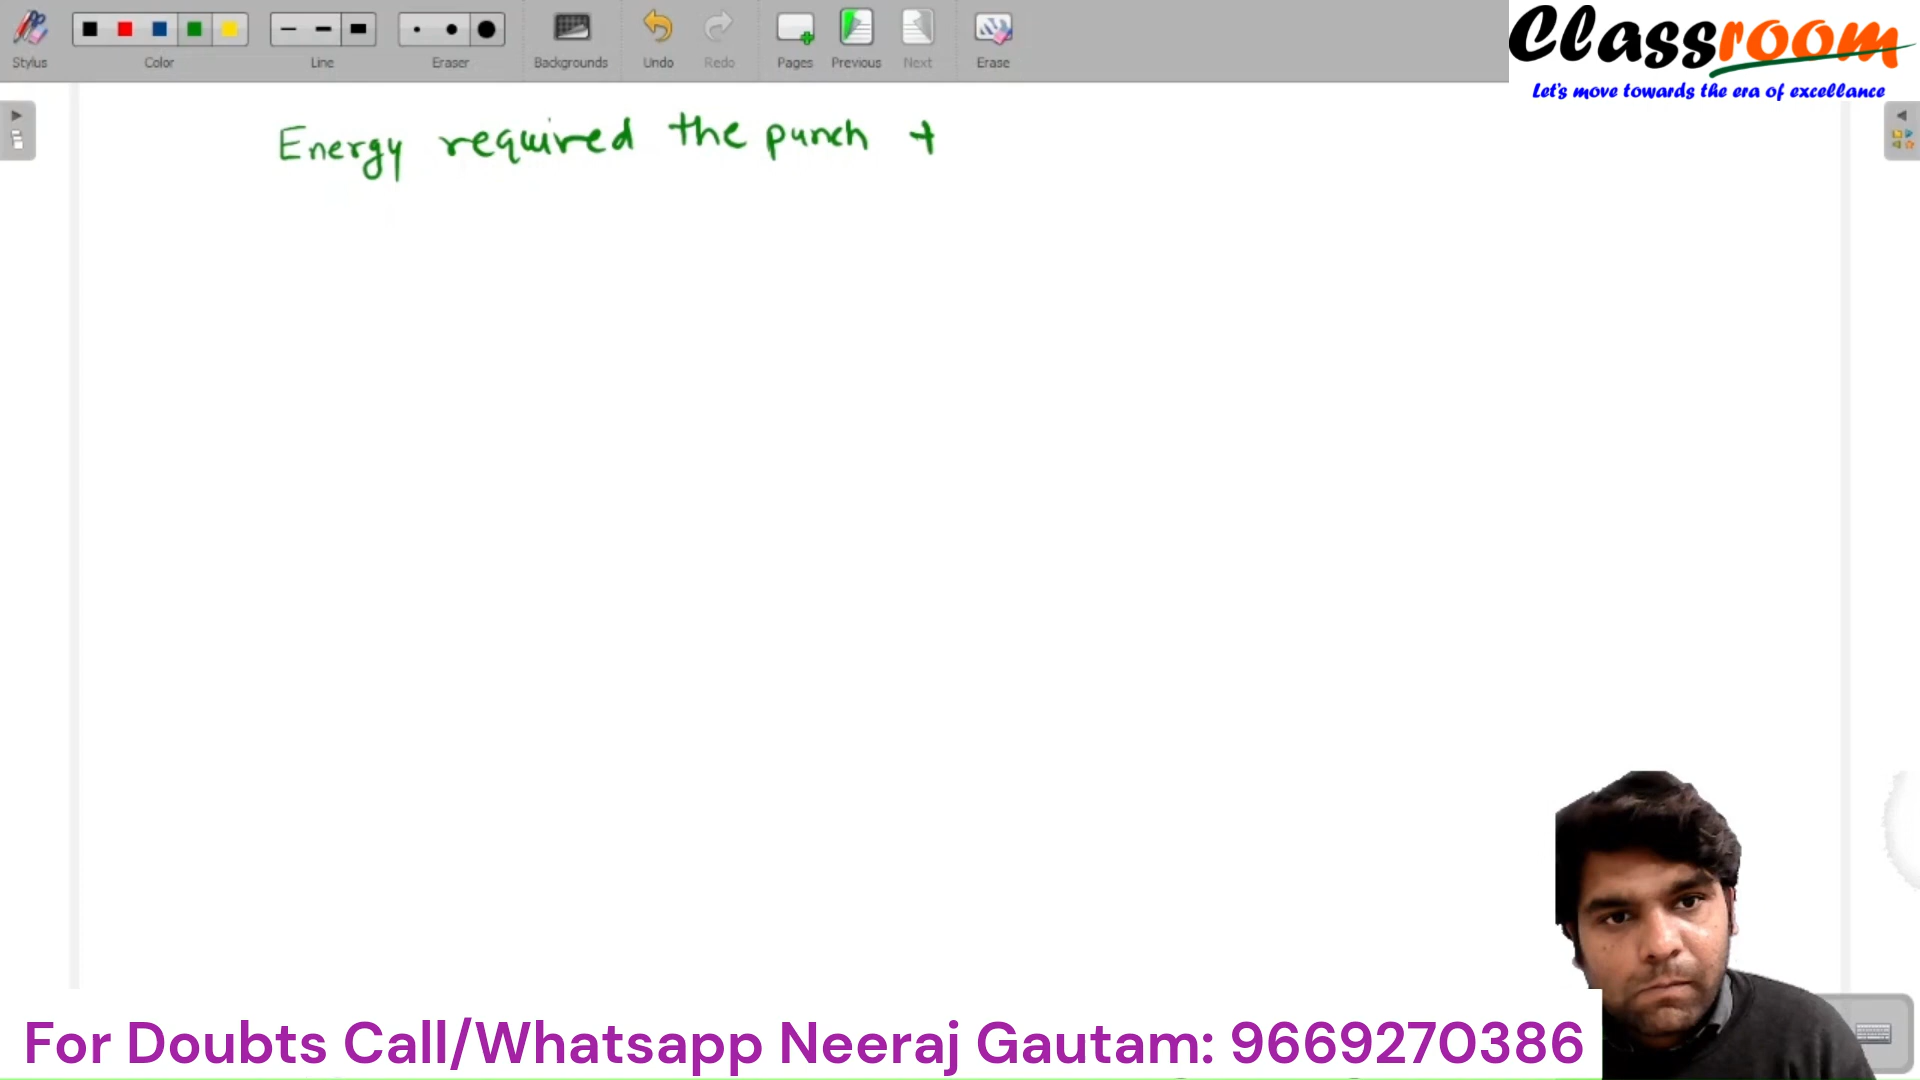 Stylus
Color
Line
Eraser
Backgrounds
Undo
Redo
Pages
Previous
Next
Erase
Classroom
Let's move towards the era of excellance
Energy required the punch t
For Doubts Call/Whatsapp Neeraj Gautam: 9669270386